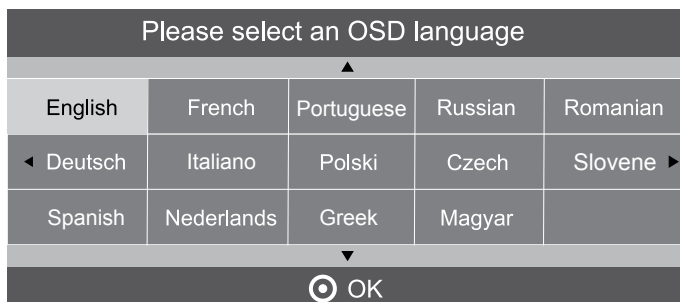 Please select an OSD language
English French Portuguese Russian Romanian
Deutsch Italiano Polski Czech Slovene
Spanish Nederlands Greek Magyar
OK